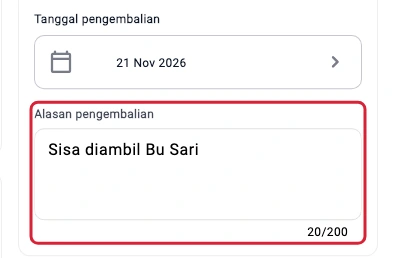 Tanggal pengembalian
21 Nov 2026
Alasan pengembalian
Sisa diambil Bu Sari
20/200